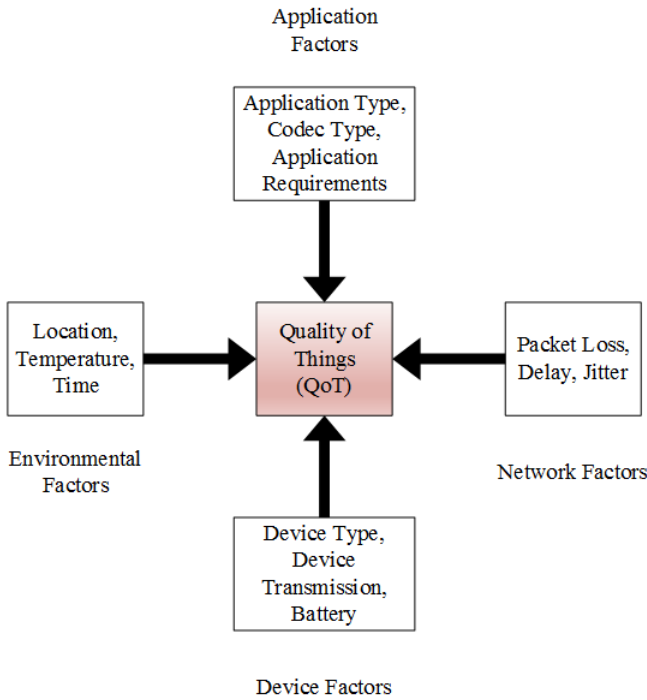 Application
Factors
Application Type,
Codec Type,
Application
Requirements
Location,
Temperature,
Time
Quality of
Things
(QoT)
Packet Loss,
Delay, Jitter
Environmental
Factors
Network Factors
Device Type,
Device
Transmission,
Battery
Device Factors